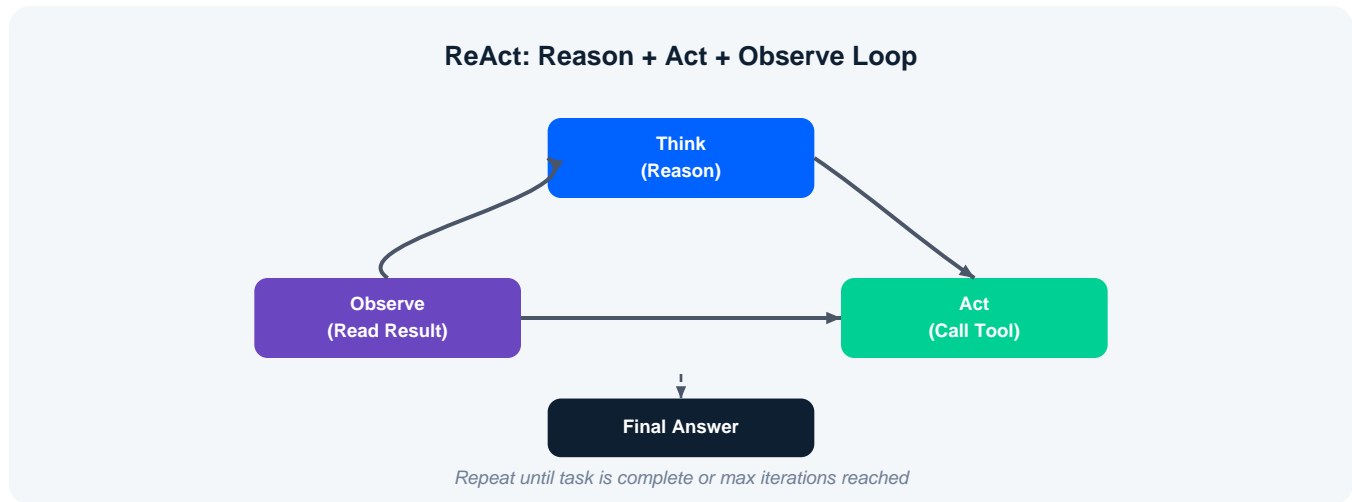 ReAct: Reason + Act + Observe Loop
Think
(Reason)
Observe
(Read Result)
Act
(Call Tool)
Final Answer
Repeat until task is complete or max iterations reached